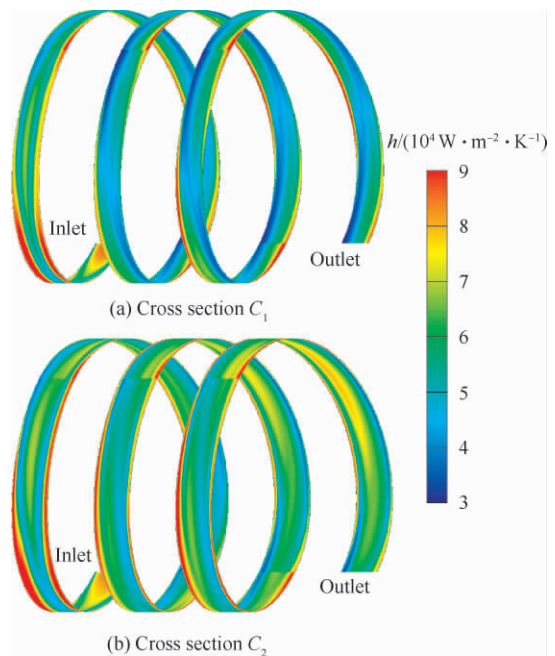 h/(10⁴ W · m⁻² · K⁻¹)
9
8
7
6
5
4
3
Inlet
Outlet
(a) Cross section C₁
Inlet
Outlet
(b) Cross section C₂